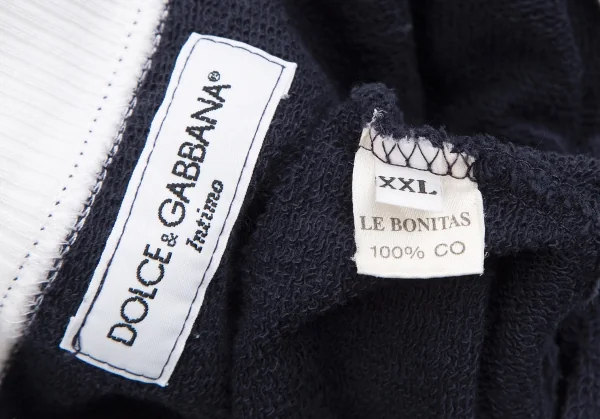 DOLCE&GABBANA®
Intimo
XXL
LE BONITAS
100% CO